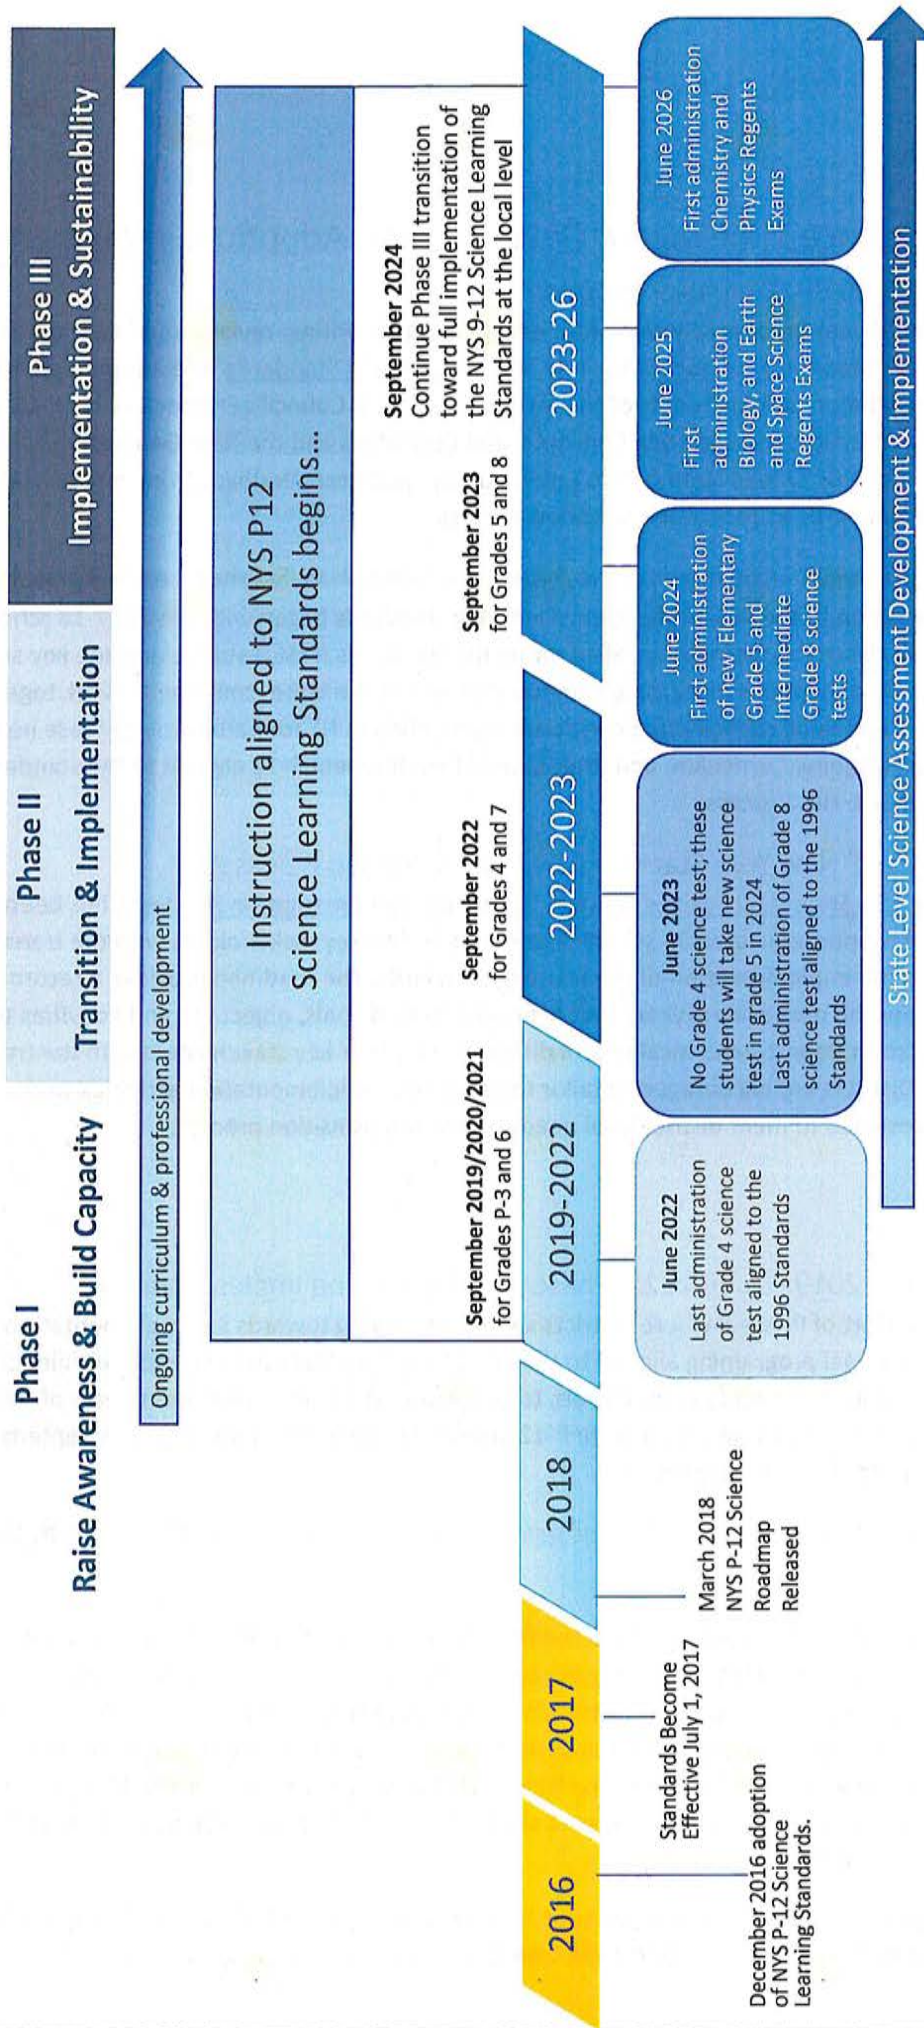 Phase I
Raise Awareness & Build Capacity
Phase II
Transition & Implementation
Phase III
Implementation & Sustainability
Ongoing curriculum & professional development
Instruction aligned to NYS P12
Science Learning Standards begins...
September 2019/2020/2021
for Grades P-3 and 6
September 2022
for Grades 4 and 7
September 2023
for Grades 5 and 8
September 2024
Continue Phase III transition
toward full implementation of
the NYS 9-12 Science Learning
Standards at the local level
2016
2017
2018
2019-2022
2022-2023
2023-26
December 2016 adoption
of NYS P-12 Science
Learning Standards.
Standards Become
Effective July 1, 2017
March 2018
NYS P-12 Science
Roadmap
Released
June 2022
Last administration
of Grade 4 science
test aligned to the
1996 Standards
June 2023
No Grade 4 science test; these
students will take new science
test in grade 5 in 2024
Last administration of Grade 8
science test aligned to the 1996
Standards
June 2024
First administration
of new Elementary
Grade 5 and
Intermediate
Grade 8 science
tests
June 2025
First
administration
Biology, and Earth
and Space Science
Regents Exams
June 2026
First administration
Chemistry and
Physics Regents
Exams
State Level Science Assessment Development & Implementation